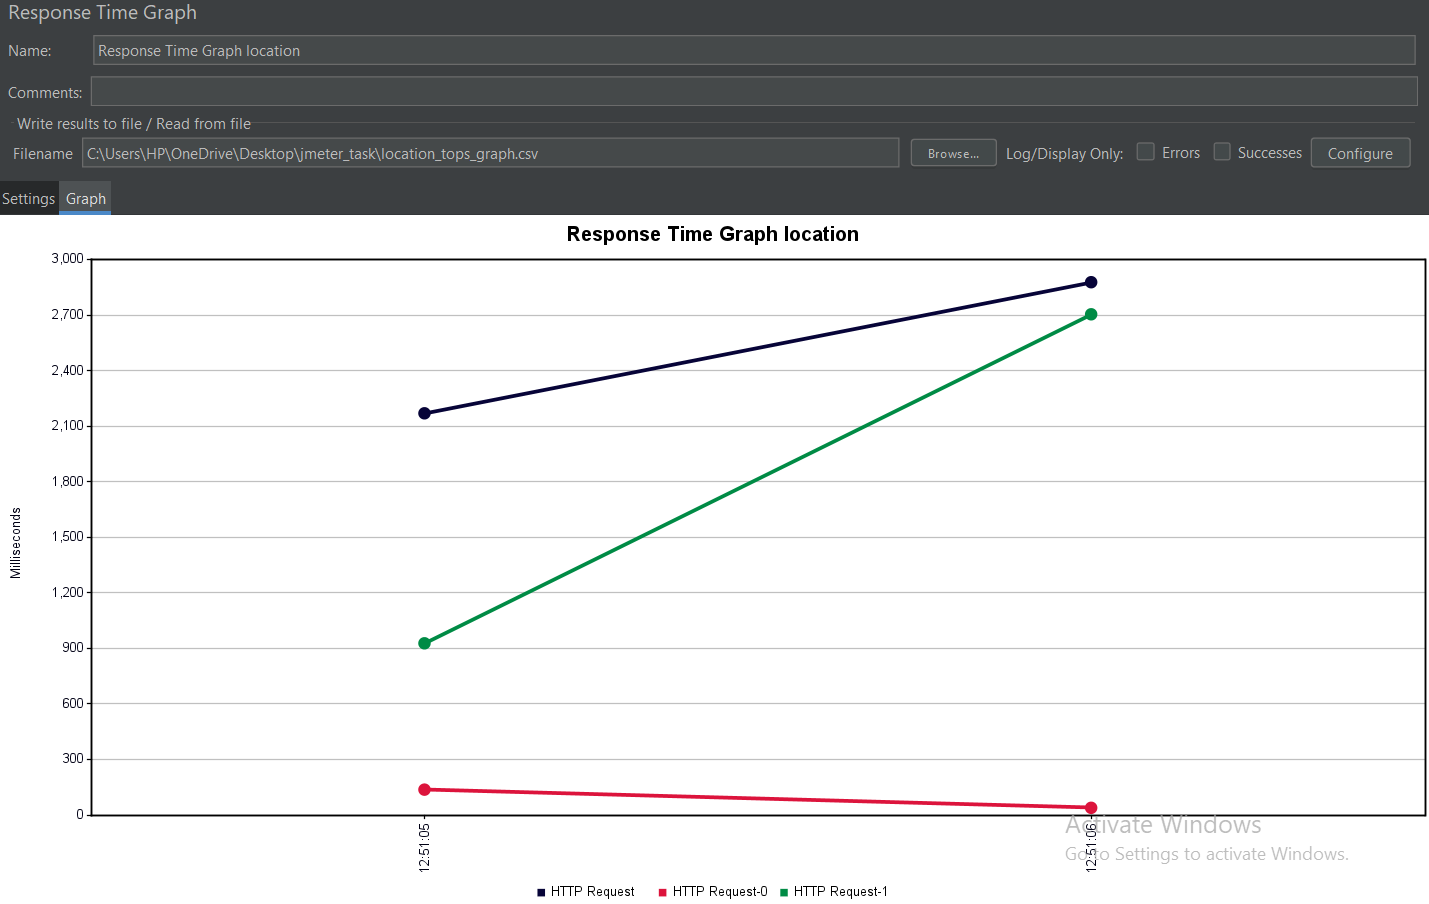 Response Time Graph
Name: Response Time Graph location
Comments:
Write results to file / Read from file
Filename C:\Users\HP\OneDrive\Desktop\jmeter_task\location_tops_graph.csv Browse... Log/Display Only: Errors Successes Configure
Settings Graph
Response Time Graph location
3,000
2,700
2,400
2,100
1,800
1,500
1,200
900
600
300
0
Milliseconds
12:51:05 12:51:06
Activate Windows
Go to Settings to activate Windows.
HTTP Request HTTP Request-0 HTTP Request-1